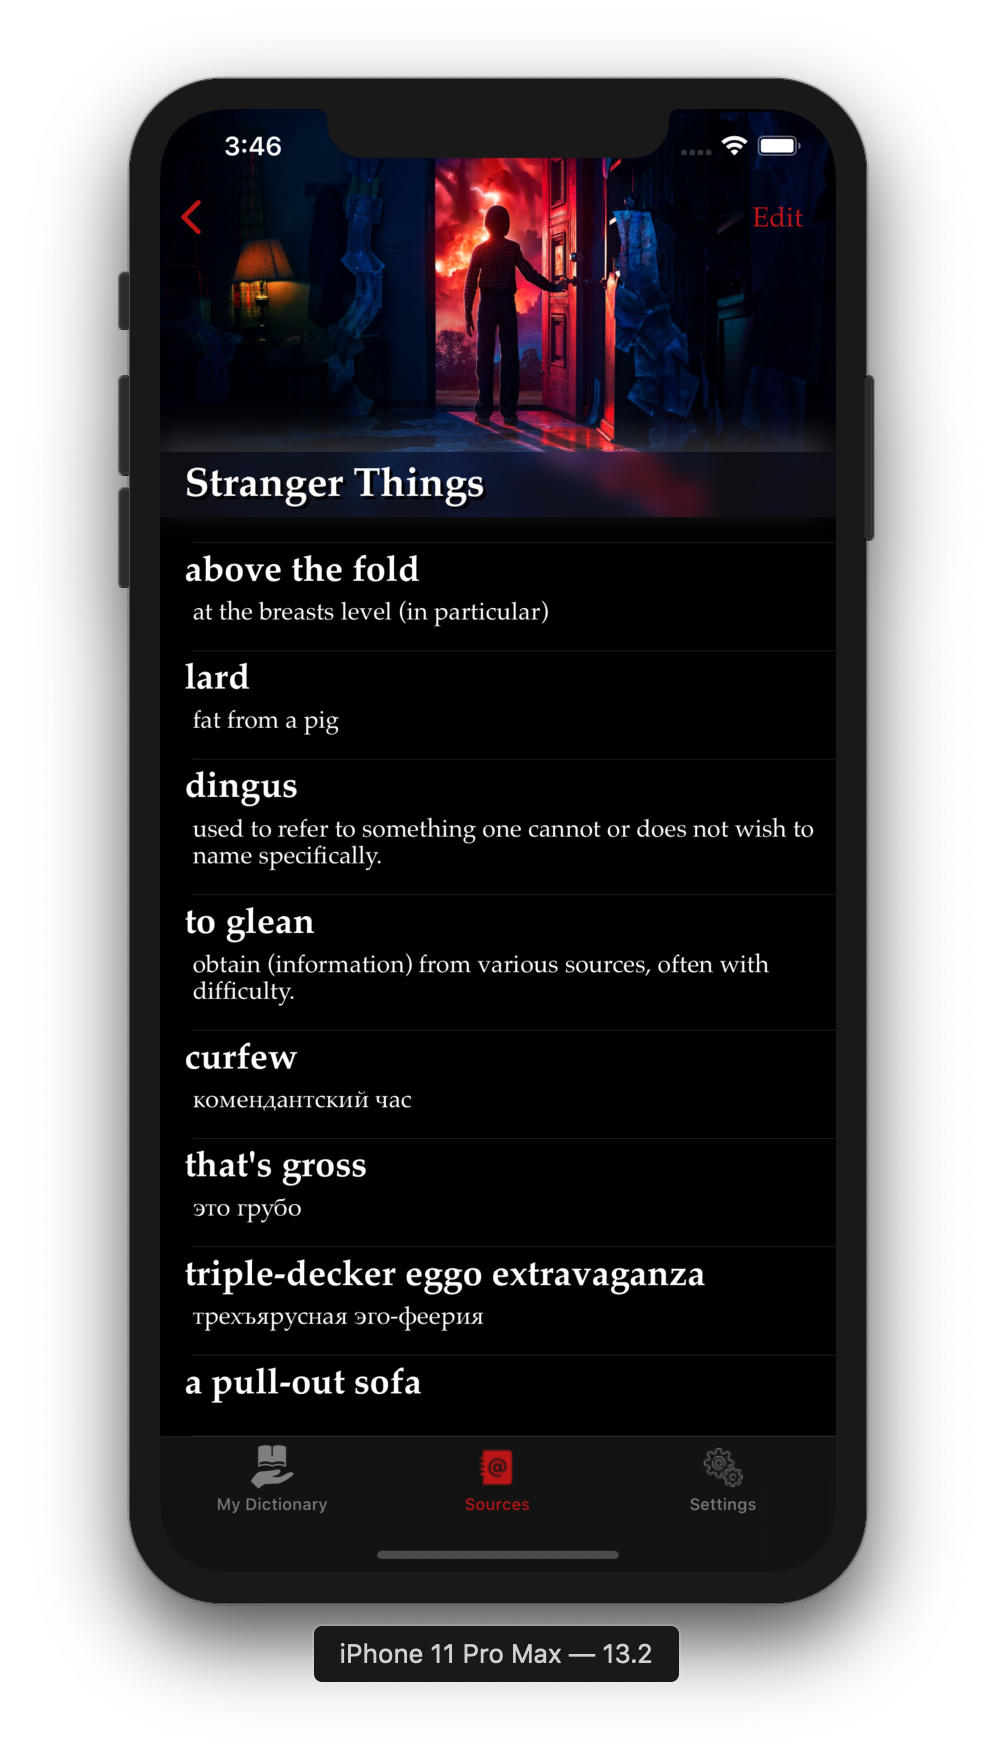 3:46
Edit
Stranger Things
above the fold
at the breasts level (in particular)
lard
fat from a pig
dingus
used to refer to something one cannot or does not wish to
name specifically.
to glean
obtain (information) from various sources, often with
difficulty.
curfew
комендантский час
that's gross
это грубо
triple-decker eggo extravaganza
трехъярусная эго-феерия
a pull-out sofa
My Dictionary
Sources
Settings
iPhone 11 Pro Max — 13.2